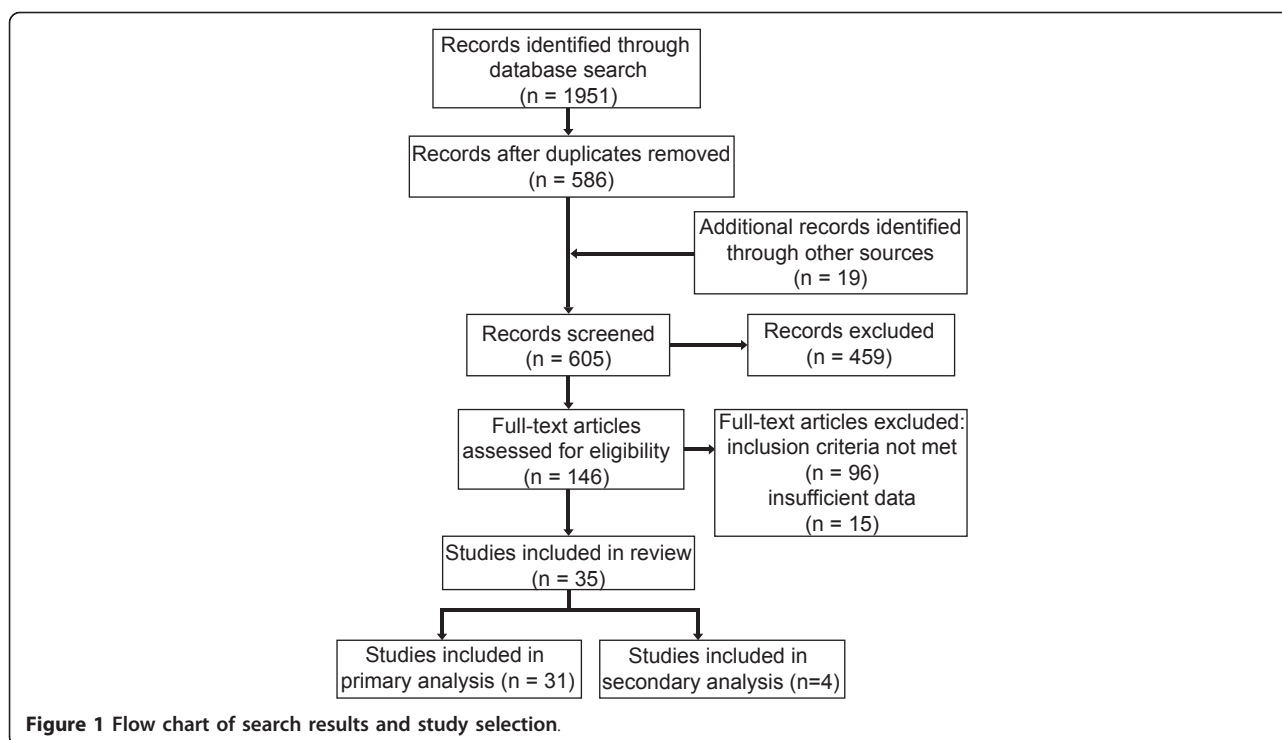 Records identified through
database search
(n = 1951)
Records after duplicates removed
(n = 586)
Additional records identified
through other sources
(n = 19)
Records screened
(n = 605)
Records excluded
(n = 459)
Full-text articles
assessed for eligibility
(n = 146)
Full-text articles excluded:
inclusion criteria not met
(n = 96)
insufficient data
(n = 15)
Studies included in review
(n = 35)
Studies included in
primary analysis (n = 31)
Studies included in
secondary analysis (n=4)
Figure 1 Flow chart of search results and study selection.